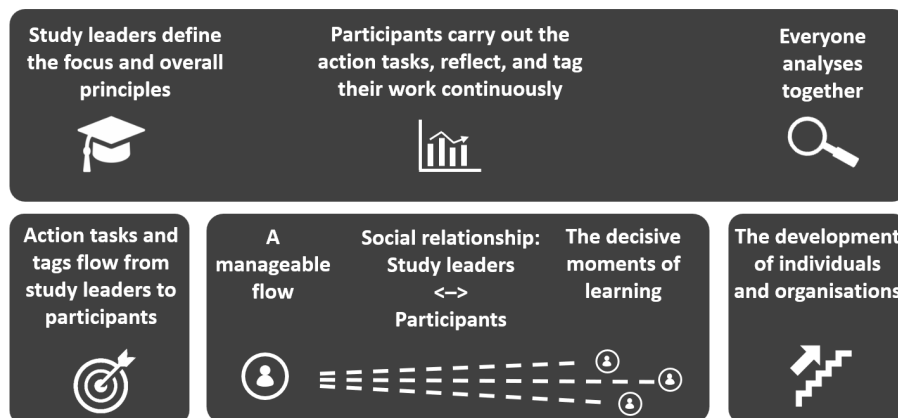 Study leaders define
the focus and overall
principles
Participants carry out the
action tasks, reflect, and tag
their work continuously
Everyone
analyses
together
Action tasks and
tags flow from
study leaders to
participants
A
manageable
flow
Social relationship:
Study leaders
<–>
Participants
The decisive
moments of
learning
The development
of individuals
and organisations